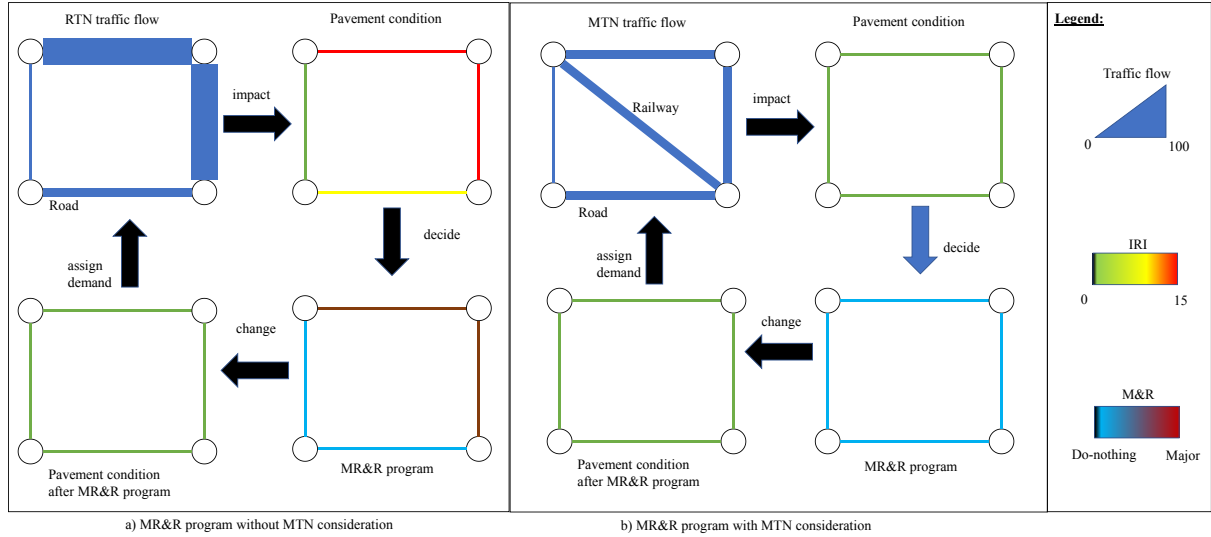 RTN traffic flow
Pavement condition
impact
Road
decide
assign
demand
change
Pavement condition
after MR&R program
MR&R program
a) MR&R program without MTN consideration
MTN traffic flow
Pavement condition
Railway
impact
Road
decide
assign
demand
change
Pavement condition
after MR&R program
MR&R program
b) MR&R program with MTN consideration
Legend:
Traffic flow
0 100
IRI
0 15
M&R
Do-nothing Major